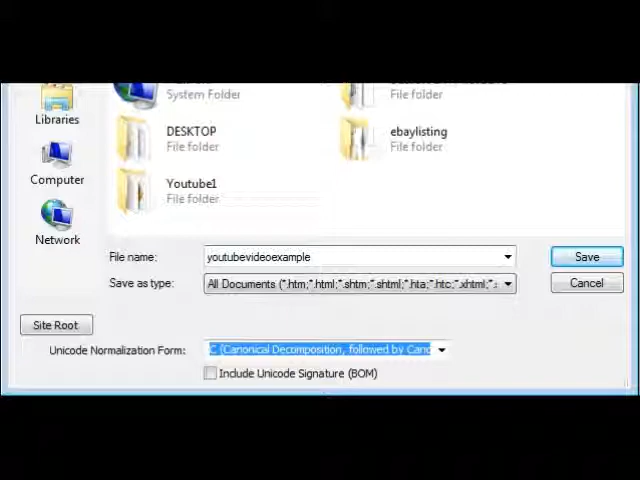 System Folder
File folder
Libraries
DESKTOP
File folder
ebaylisting
File folder
Computer
Youtube1
File folder
Network
File name: youtubevideoexample Save
Save as type: All Documents (*.htm;*.html;*.shtm;*.shtml;*.hta;*.htc;*.xhtml;*.s Cancel
Site Root
Unicode Normalization Form: C (Canonical Decomposition, followed by Cano
Include Unicode Signature (BOM)